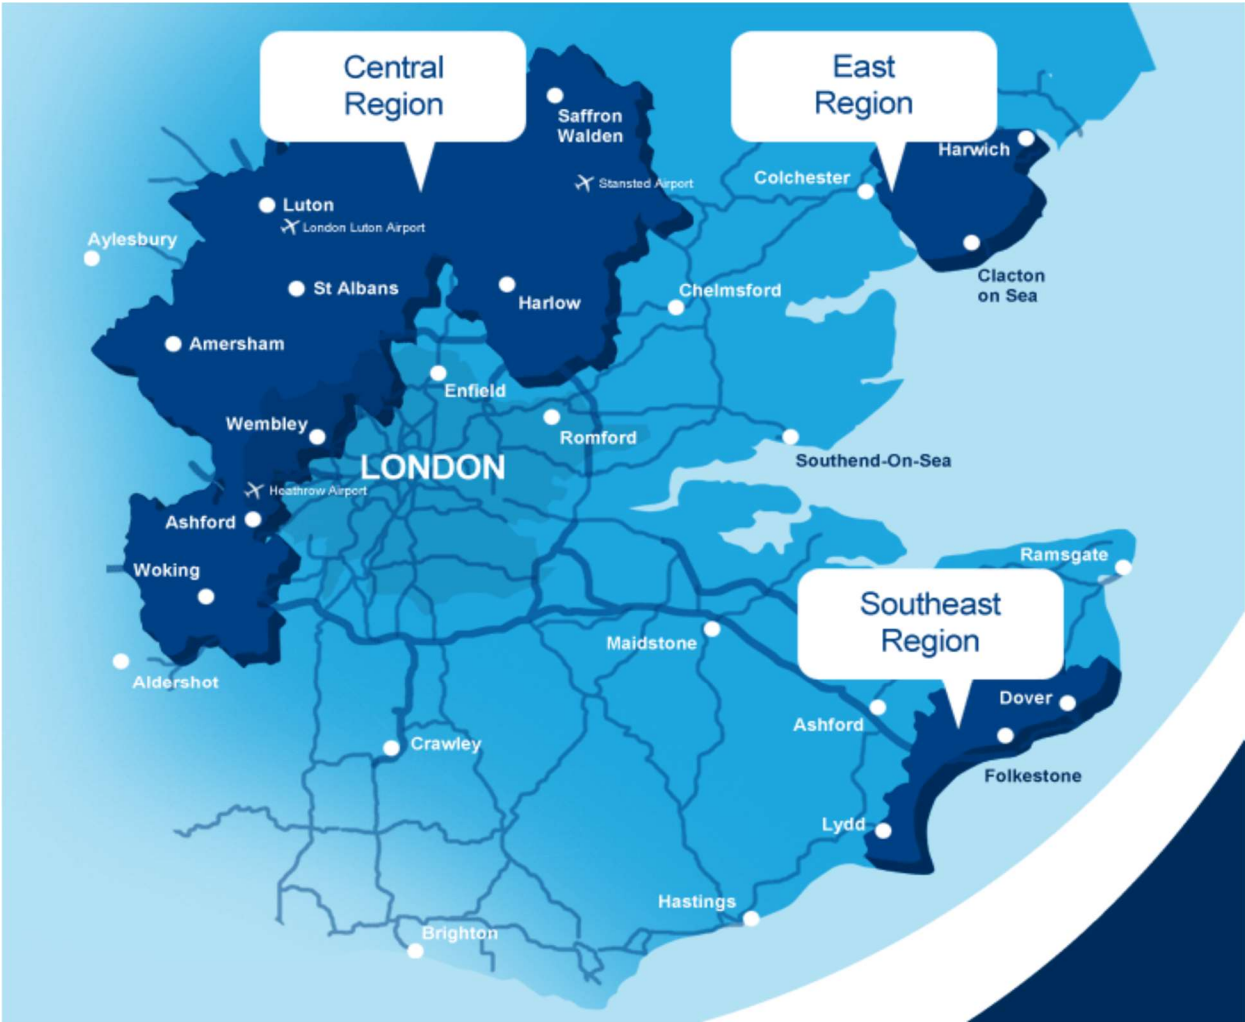 Central
Region
East
Region
Saffron
Walden
Harwich
Stansted Airport
Colchester
Luton
London Luton Airport
Aylesbury
Clacton
on Sea
St Albans
Harlow
Chelmsford
Amersham
Enfield
Wembley
Romford
Southend-On-Sea
LONDON
Heathrow Airport
Ashford
Woking
Ramsgate
Southeast
Region
Maidstone
Aldershot
Dover
Ashford
Crawley
Folkestone
Lydd
Hastings
Brighton